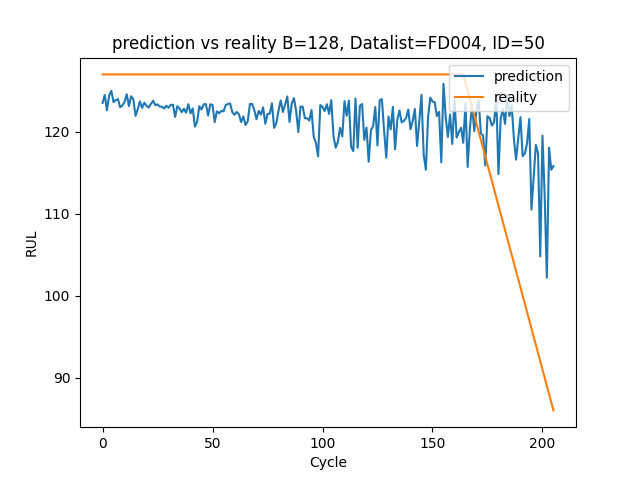 prediction vs reality B=128, Datalist=FD004, ID=50
prediction
reality
RUL
120
110
100
90
0
50
100
150
200
Cycle